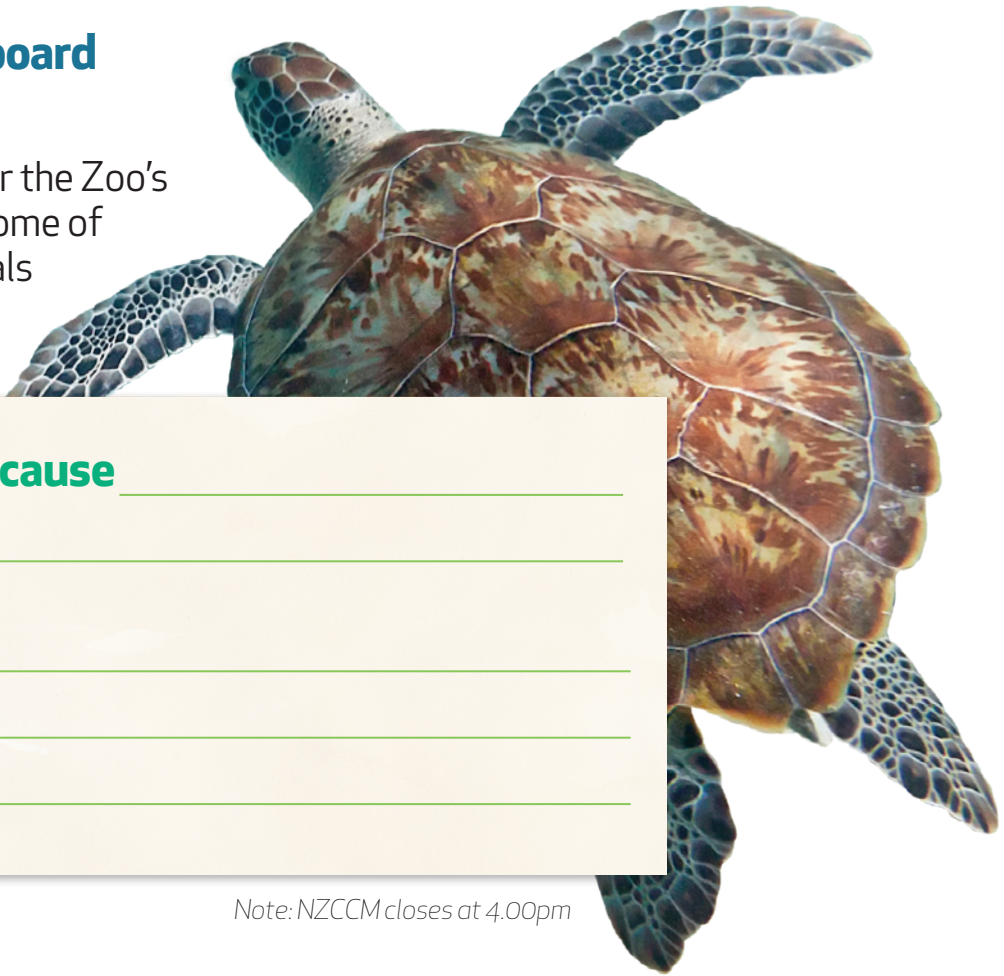 board
r the Zoo's
ome of
als
cause
Note: NZCCM closes at 4.00pm